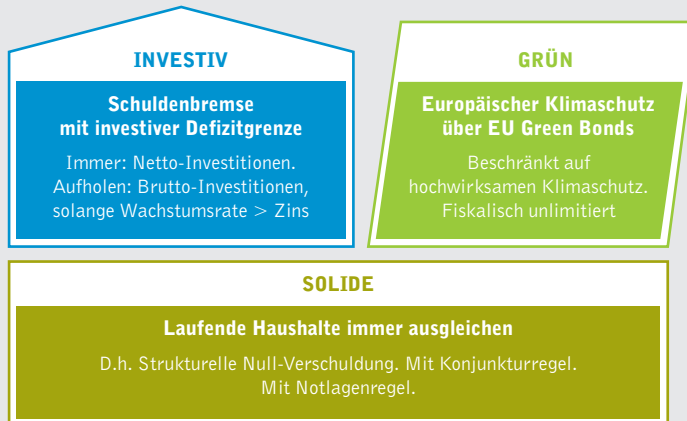 INVESTIV
Schuldenbremse
mit investiver Defizitgrenze
Immer: Netto-Investitionen.
Aufholen: Brutto-Investitionen,
solange Wachstumsrate > Zins
GRÜN
Europäischer Klimaschutz
über EU Green Bonds
Beschränkt auf
hochwirksamen Klimaschutz.
Fiskalisch unlimitiert
SOLIDE
Laufende Haushalte immer ausgleichen
D.h. Strukturelle Null-Verschuldung. Mit Konjunkturregel.
Mit Notlagenregel.